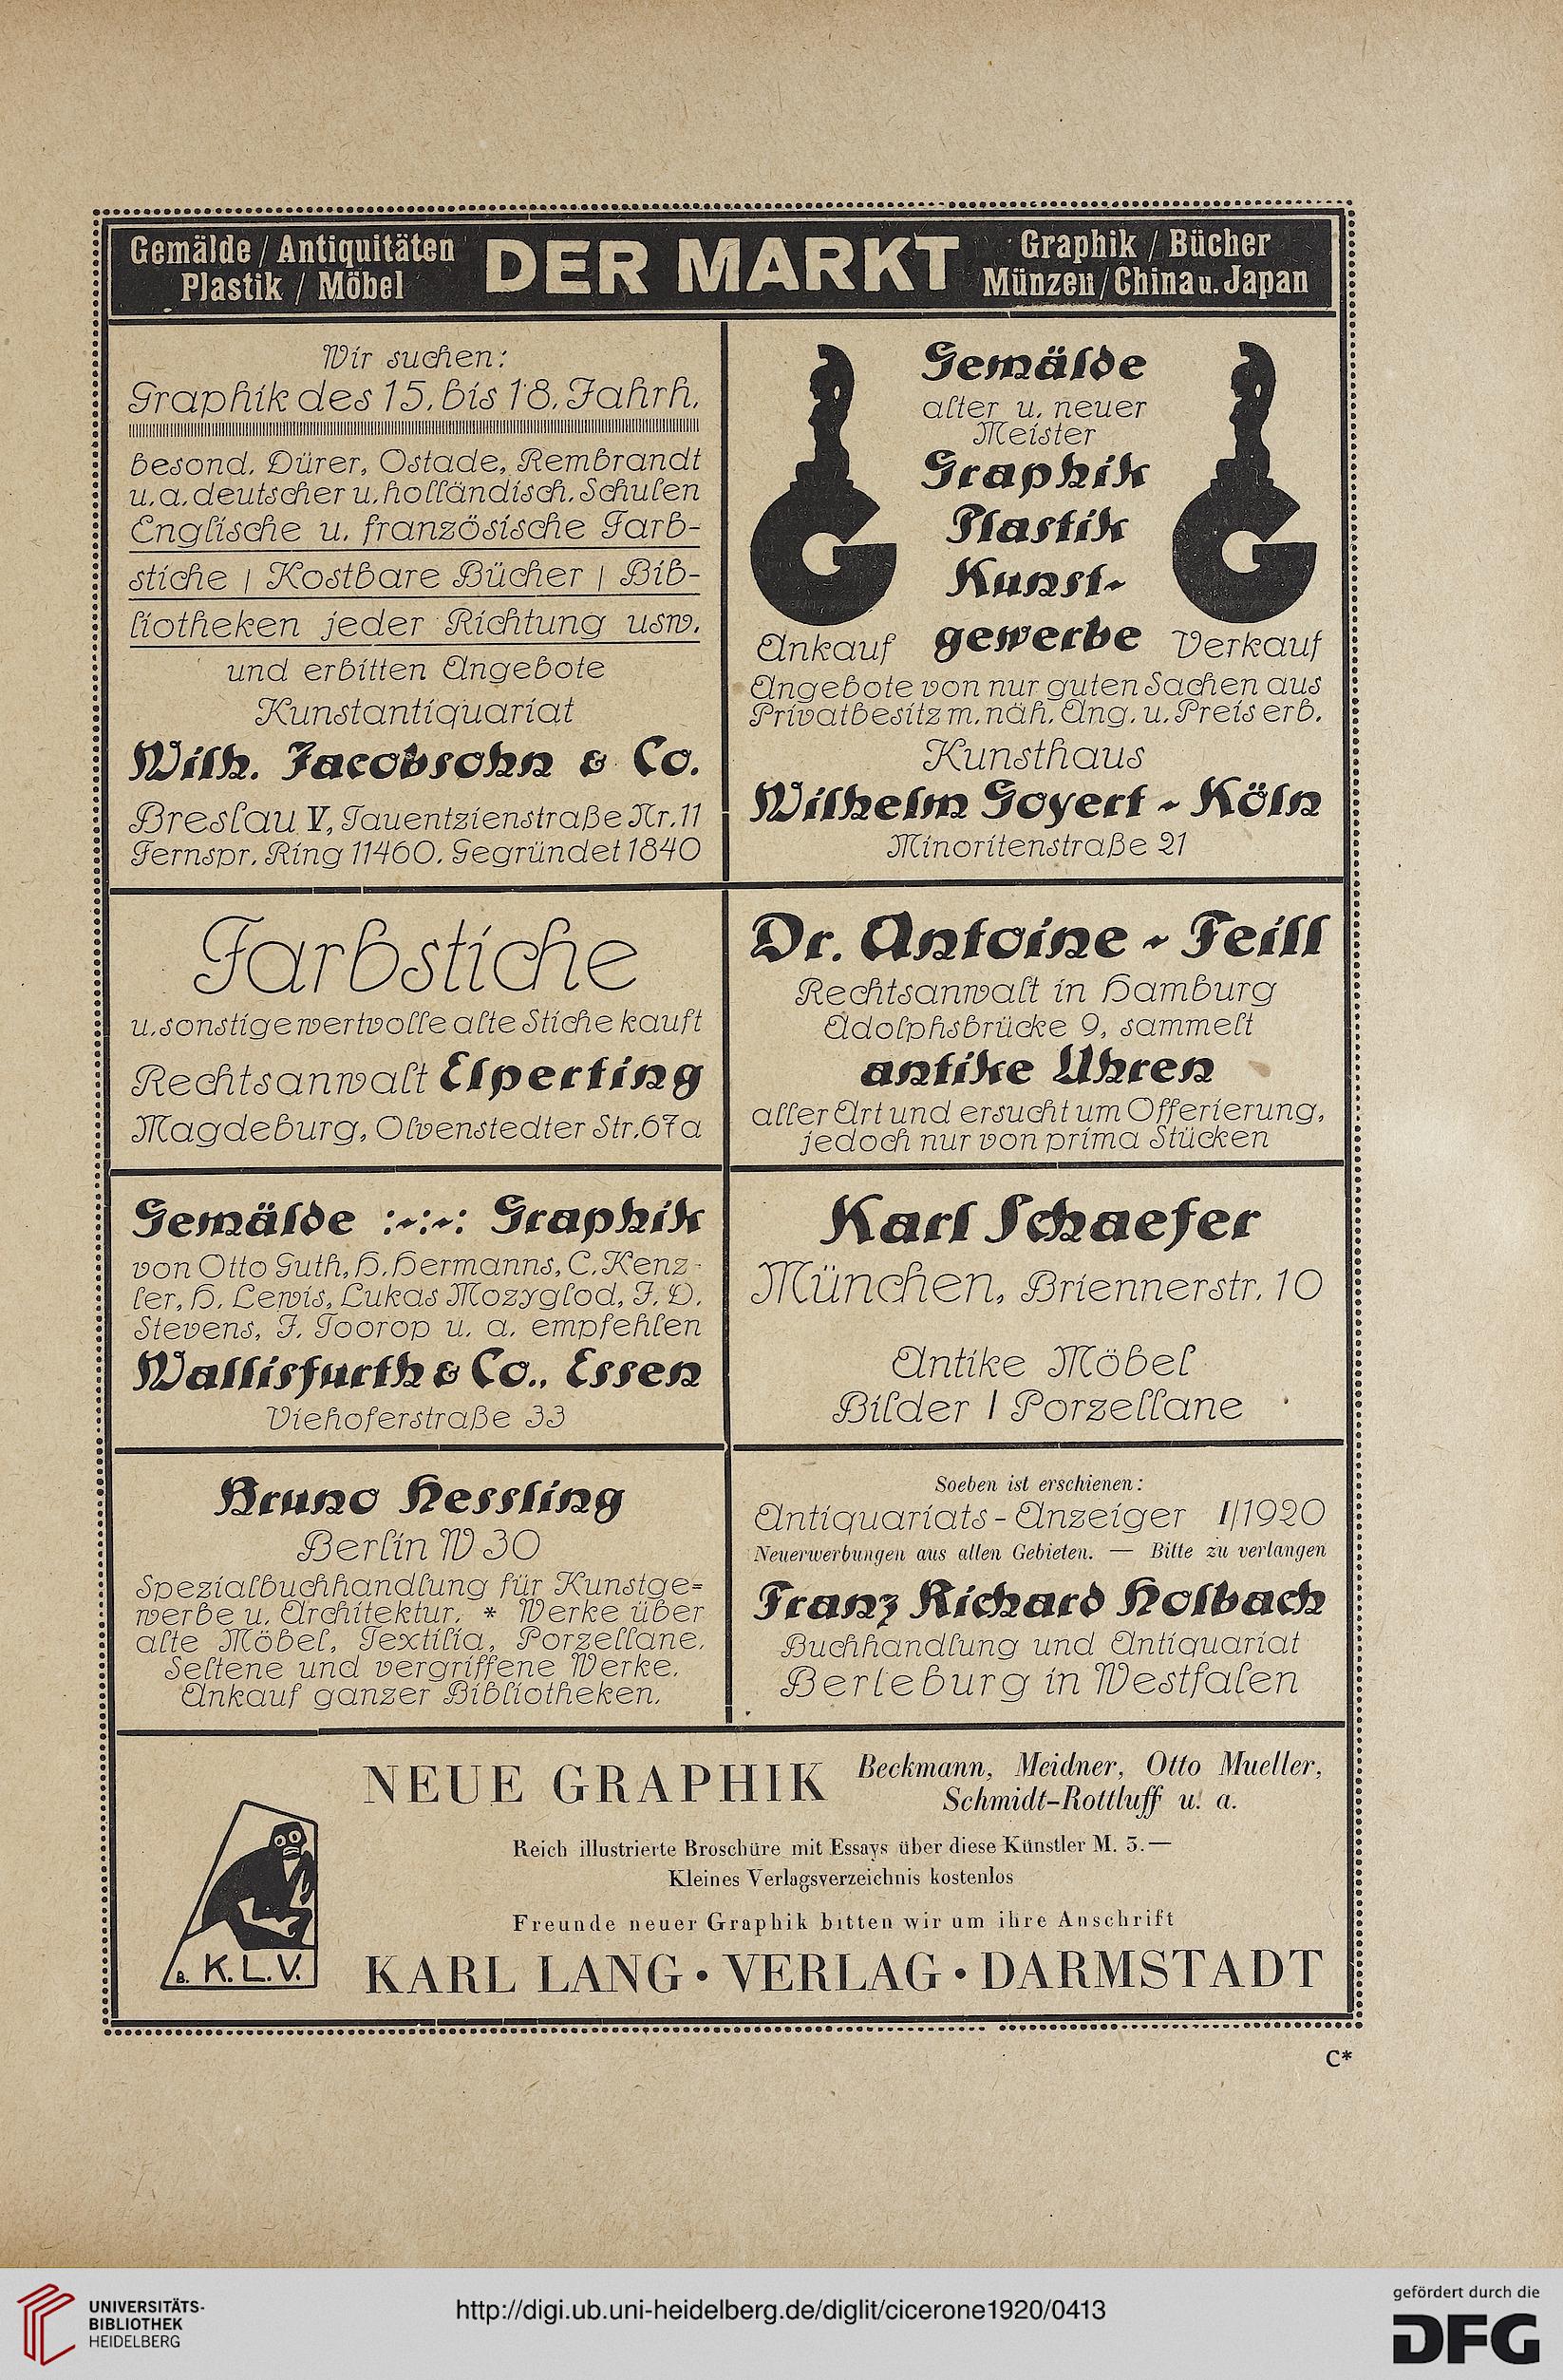 Gemälde / Antiquitäten
Plastik / Möbel
DER MARKT
Graphik / Bücher
Münzen / China u. Japan
Wir suchen:
Graphik des 15. bis 18. Jahrh.
besond. Dürer, Ostade, Rembrandt
u. a. deutscher u. holländisch. Schulen
Englische u. französische Farb-
stiche | Kostbare Bücher | Bib-
liotheken jeder Richtung usw.
und erbitten Angebote
Kunstantiquariat
Wilh. Jacobsohn & Co.
Breslau V, Tauentzienstraße Nr. 11
Fernspr. Ring 11460. Gegründet 1840
Gemälde
alter u. neuer
Meister
Graphik
Plastik
Kunst-
gewerbe
Ankauf
Verkauf
Angebote von nur guten Sachen aus
Privatbesitz m. näh. Ang. u. Preis erb.
Kunsthaus
Wilhelm Goyert - Köln
Minoritenstraße 21
Farbstiche
u. sonstige wertvolle alte Stiche kauft
Rechtsanwalt Elperting
Magdeburg, Olvenstedter Str. 67a
Dr. Antoine - Feill
Rechtsanwalt in Hamburg
Adolphsbrücke 9, sammelt
antike Uhren
aller Art und ersucht um Offerierung,
jedoch nur von prima Stücken
Gemälde :-:-: Graphik
von Otto Guth, H. Hermanns, C. Kenz-
ler, H. Lewis, Lukas Mozyglod, J. D.
Stevens, J. Toorop u. a. empfehlen
Wallisfurth & Co., Essen
Viehoferstraße 33
Karl Schaefer
München, Briennerstr. 10
Antike Möbel
Bilder | Porzellane
Bruno Hessling
Berlin W 30
Spezialbuchhandlung für Kunstge=
werbe u. Architektur. * Werke über
alte Möbel, Textilia, Porzellane.
Seltene und vergriffene Werke.
Ankauf ganzer Bibliotheken.
Soeben ist erschienen:
Antiquariats-Anzeiger I/1920
Neuerwerbungen aus allen Gebieten. — Bitte zu verlangen
Franz Richard Holbach
Buchhandlung und Antiquariat
Berleburg in Westfalen
NEUE GRAPHIK
Beckmann, Meidner, Otto Mueller,
Schmidt-Rottluff u. a.
Reich illustrierte Broschüre mit Essays über diese Künstler M. 3.—
Kleines Verlagsverzeichnis kostenlos
Freunde neuer Graphik bitten wir um ihre Anschrift
B. K. L. V.
KARL LANG • VERLAG • DARMSTADT
C*
UNIVERSITÄTS-
BIBLIOTHEK
HEIDELBERG
http://digi.ub.uni-heidelberg.de/diglit/cicerone1920/0413
gefördert durch die
DFG